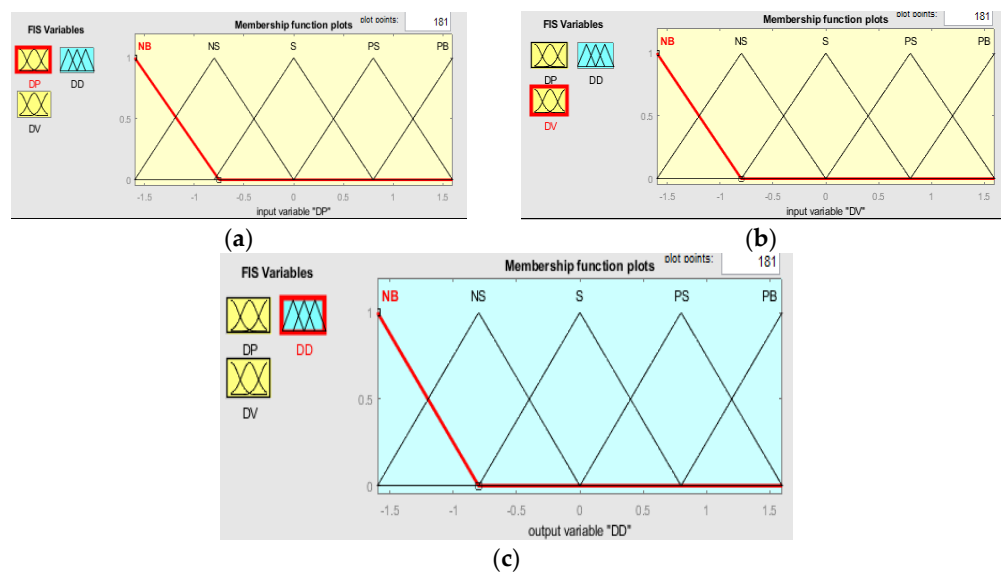 FIS Variables
DP
DD
DV
Membership function plots
plot points:
181
NB NS S PS PB
1
0.5
0
-1.5 -1 -0.5 0 0.5 1 1.5
input variable "DP"
(a)
FIS Variables
DP
DD
DV
Membership function plots
plot points:
181
NB NS S PS PB
1
0.5
0
-1.5 -1 -0.5 0 0.5 1 1.5
input variable "DV"
(b)
FIS Variables
DP
DD
DV
Membership function plots
plot points:
181
NB NS S PS PB
1
0.5
0
-1.5 -1 -0.5 0 0.5 1 1.5
output variable "DD"
(c)